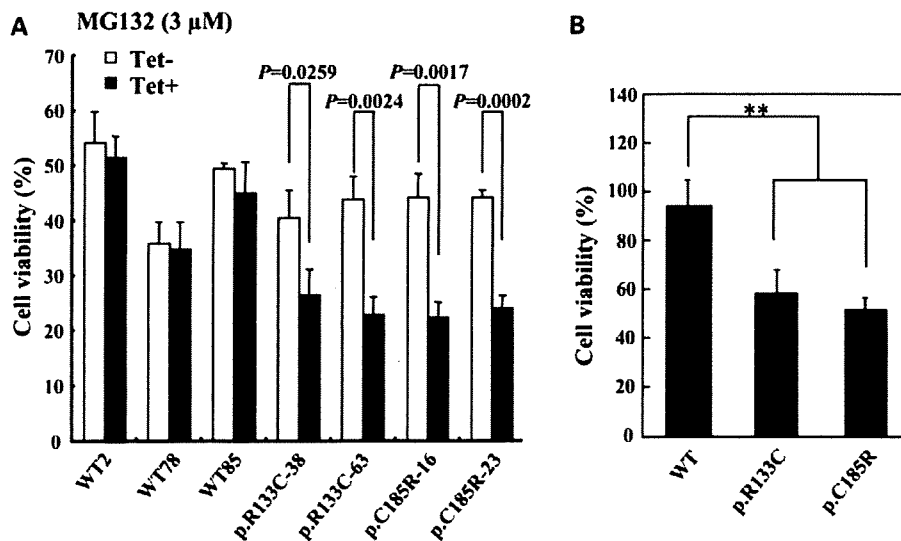 A
MG132 (3 µM)
Tet-
Tet+
P=0.0259
P=0.0024
P=0.0017
P=0.0002
Cell viability (%)
70
60
50
40
30
20
10
0
WT2
WT78
WT85
p.R133C-38
p.R133C-63
p.C185R-16
p.C185R-23
B
**
Cell viability (%)
140
120
100
80
60
40
20
0
WT
p.R133C
p.C185R